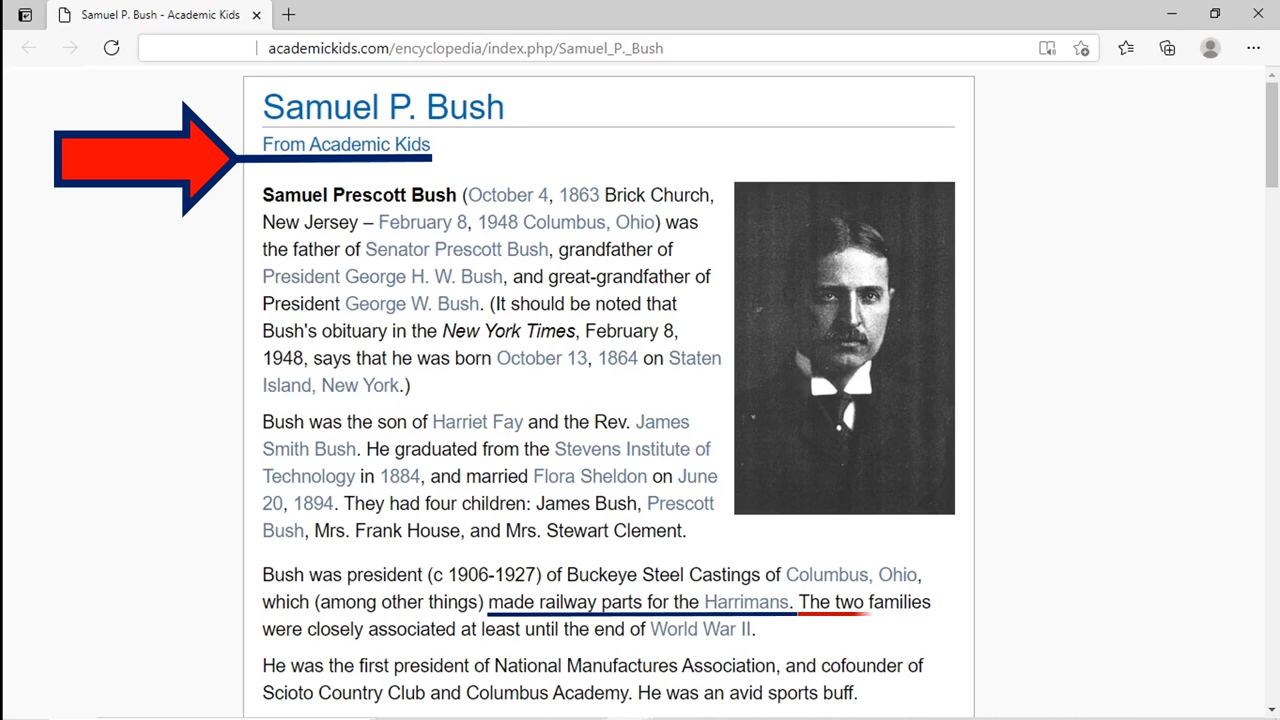 Samuel P. Bush - Academic Kids
academickids.com/encyclopedia/index.php/Samuel_P._Bush
Samuel P. Bush
From Academic Kids
Samuel Prescott Bush (October 4, 1863 Brick Church,
New Jersey – February 8, 1948 Columbus, Ohio) was
the father of Senator Prescott Bush, grandfather of
President George H. W. Bush, and great-grandfather of
President George W. Bush. (It should be noted that
Bush's obituary in the New York Times, February 8,
1948, says that he was born October 13, 1864 on Staten
Island, New York.)
Bush was the son of Harriet Fay and the Rev. James
Smith Bush. He graduated from the Stevens Institute of
Technology in 1884, and married Flora Sheldon on June
20, 1894. They had four children: James Bush, Prescott
Bush, Mrs. Frank House, and Mrs. Stewart Clement.
Bush was president (c 1906-1927) of Buckeye Steel Castings of Columbus, Ohio,
which (among other things) made railway parts for the Harrimans. The two families
were closely associated at least until the end of World War II.
He was the first president of National Manufactures Association, and cofounder of
Scioto Country Club and Columbus Academy. He was an avid sports buff.